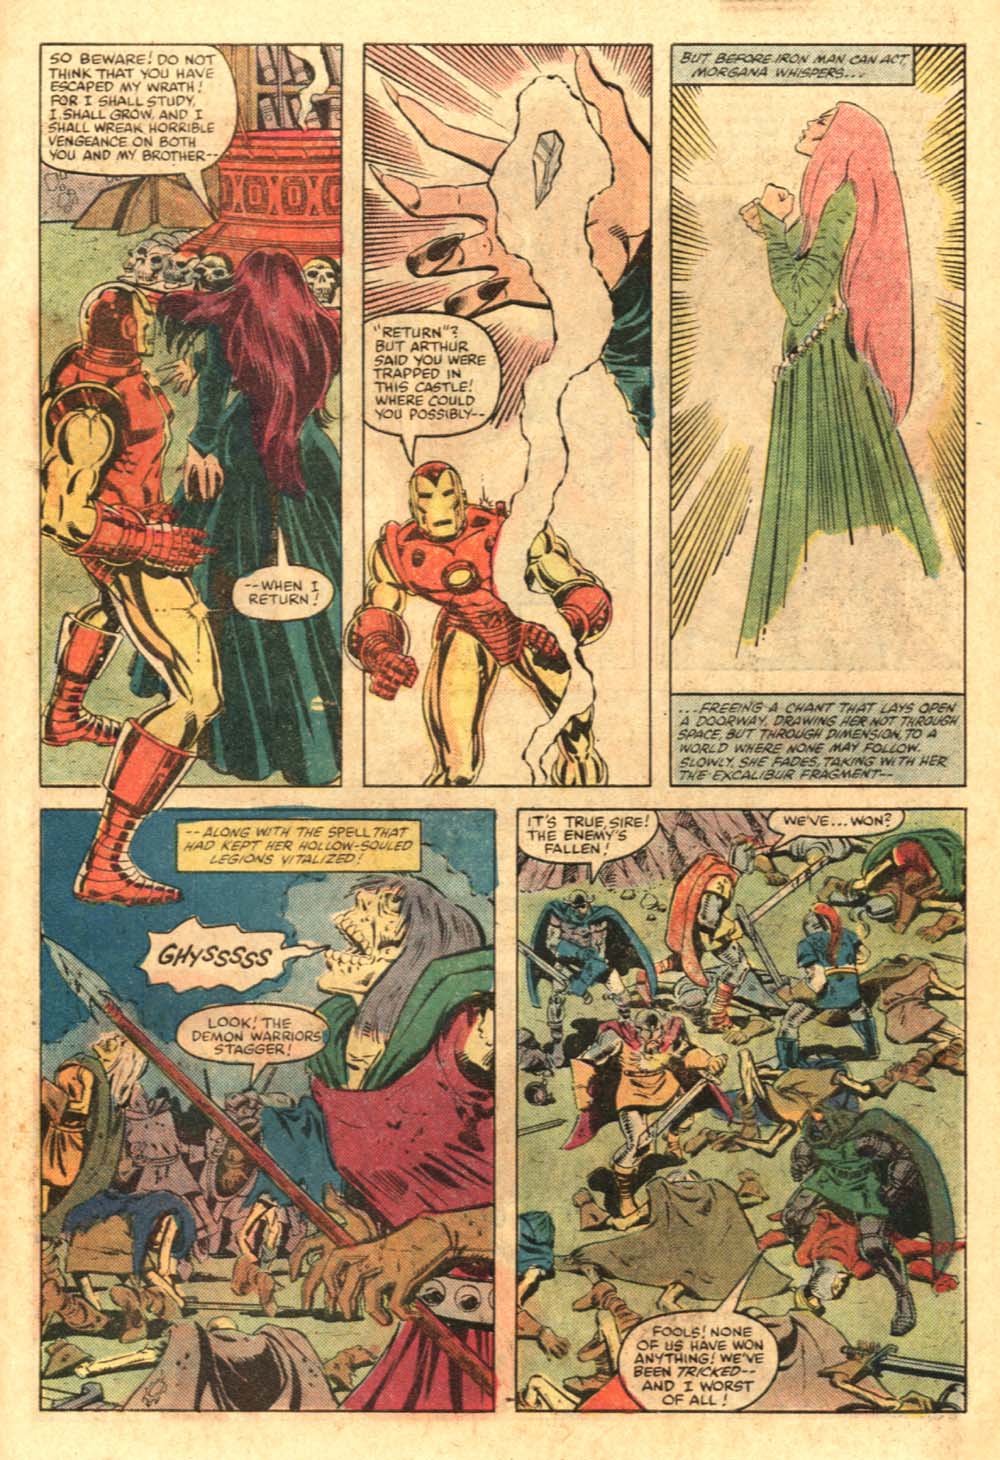 SO BEWARE! DO NOT
THINK THAT YOU HAVE
ESCAPED MY WRATH!
FOR I SHALL STUDY,
I SHALL GROW, AND I
SHALL WREAK HORRIBLE
VENGEANCE ON BOTH
YOU AND MY BROTHER--
--WHEN I
RETURN!
"RETURN"?
BUT ARTHUR
SAID YOU WERE
TRAPPED IN
THIS CASTLE!
WHERE COULD
YOU POSSIBLY--
BUT BEFORE IRON MAN CAN ACT,
MORGANA WHISPERS...
...FREEING A CHANT THAT LAYS OPEN
A DOORWAY, DRAWING HER NOT THROUGH
SPACE, BUT THROUGH DIMENSION, TO A
WORLD WHERE NONE MAY FOLLOW.
SLOWLY, SHE FADES, TAKING WITH HER
THE EXCALIBUR FRAGMENT--
--ALONG WITH THE SPELL THAT
HAD KEPT HER HOLLOW-SOULED
LEGIONS VITALIZED!
GHYSSSSS
LOOK! THE
DEMON WARRIORS
STAGGER!
IT'S TRUE, SIRE!
THE ENEMY'S
FALLEN!
WE'VE...WON?
FOOLS! NONE
OF US HAVE WON
ANYTHING! WE'VE
BEEN TRICKED--
AND I WORST
OF ALL!